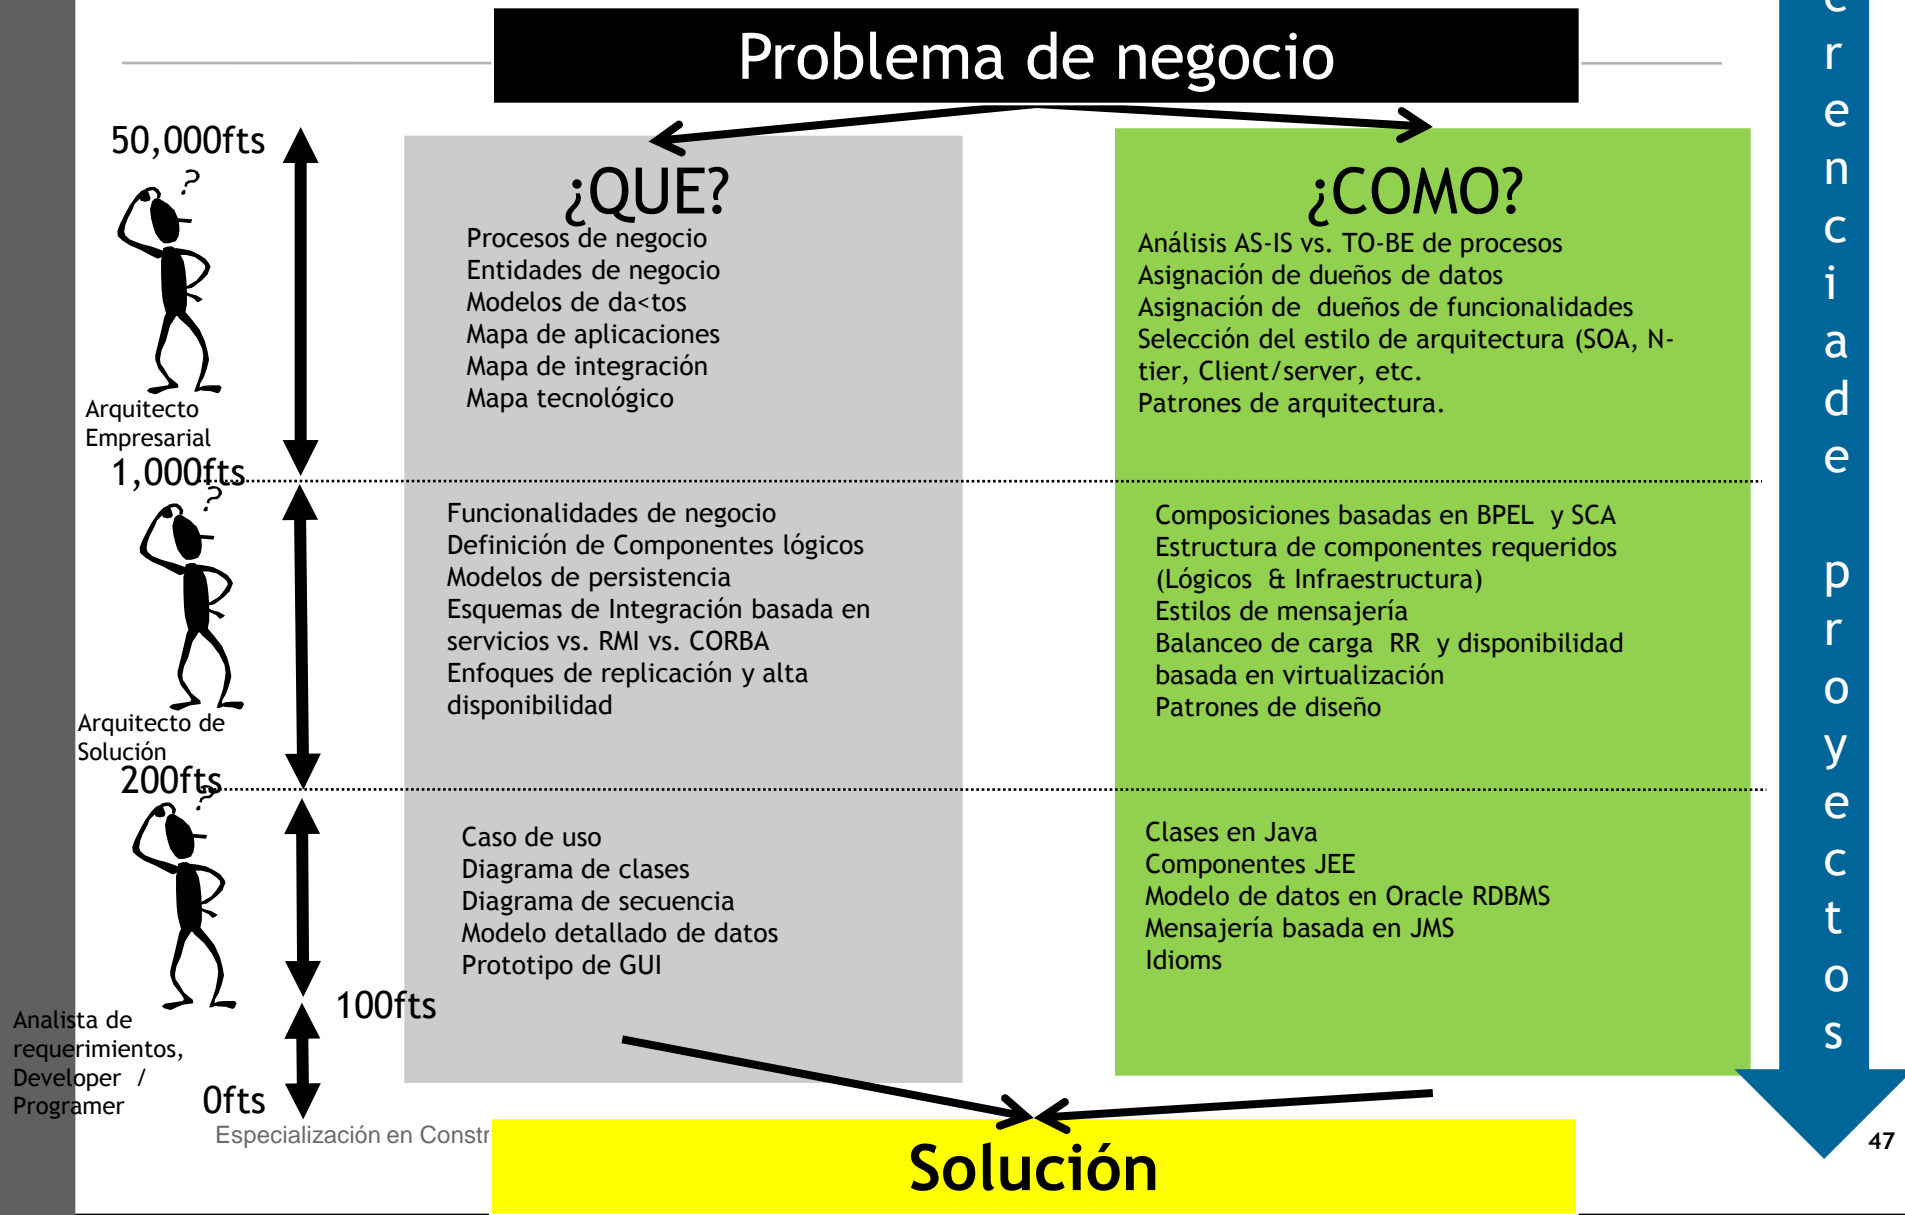 Problema de negocio
50,000fts
?
Arquitecto
Empresarial
¿QUE?
Procesos de negocio
Entidades de negocio
Modelos de da<tos
Mapa de aplicaciones
Mapa de integración
Mapa tecnológico
¿COMO?
Análisis AS-IS vs. TO-BE de procesos
Asignación de dueños de datos
Asignación de  dueños de funcionalidades
Selección del estilo de arquitectura (SOA, N-
tier, Client/server, etc.
Patrones de arquitectura.
1,000fts
?
Arquitecto de
Solución
Funcionalidades de negocio
Definición de Componentes lógicos
Modelos de persistencia
Esquemas de Integración basada en
servicios vs. RMI vs. CORBA
Enfoques de replicación y alta
disponibilidad
Composiciones basadas en BPEL  y SCA
Estructura de componentes requeridos
(Lógicos  & Infraestructura)
Estilos de mensajería
Balanceo de carga  RR  y disponibilidad
basada en virtualización
Patrones de diseño
200fts
?
Analista de
requerimientos,
Developer  /
Programer
Caso de uso
Diagrama de clases
Diagrama de secuencia
Modelo detallado de datos
Prototipo de GUI
Clases en Java
Componentes JEE
Modelo de datos en Oracle RDBMS
Mensajería basada en JMS
Idioms
100fts
0fts
Especialización en Constr
Solución
47
r
e
n
c
i
a
d
e
p
r
o
y
e
c
t
o
s